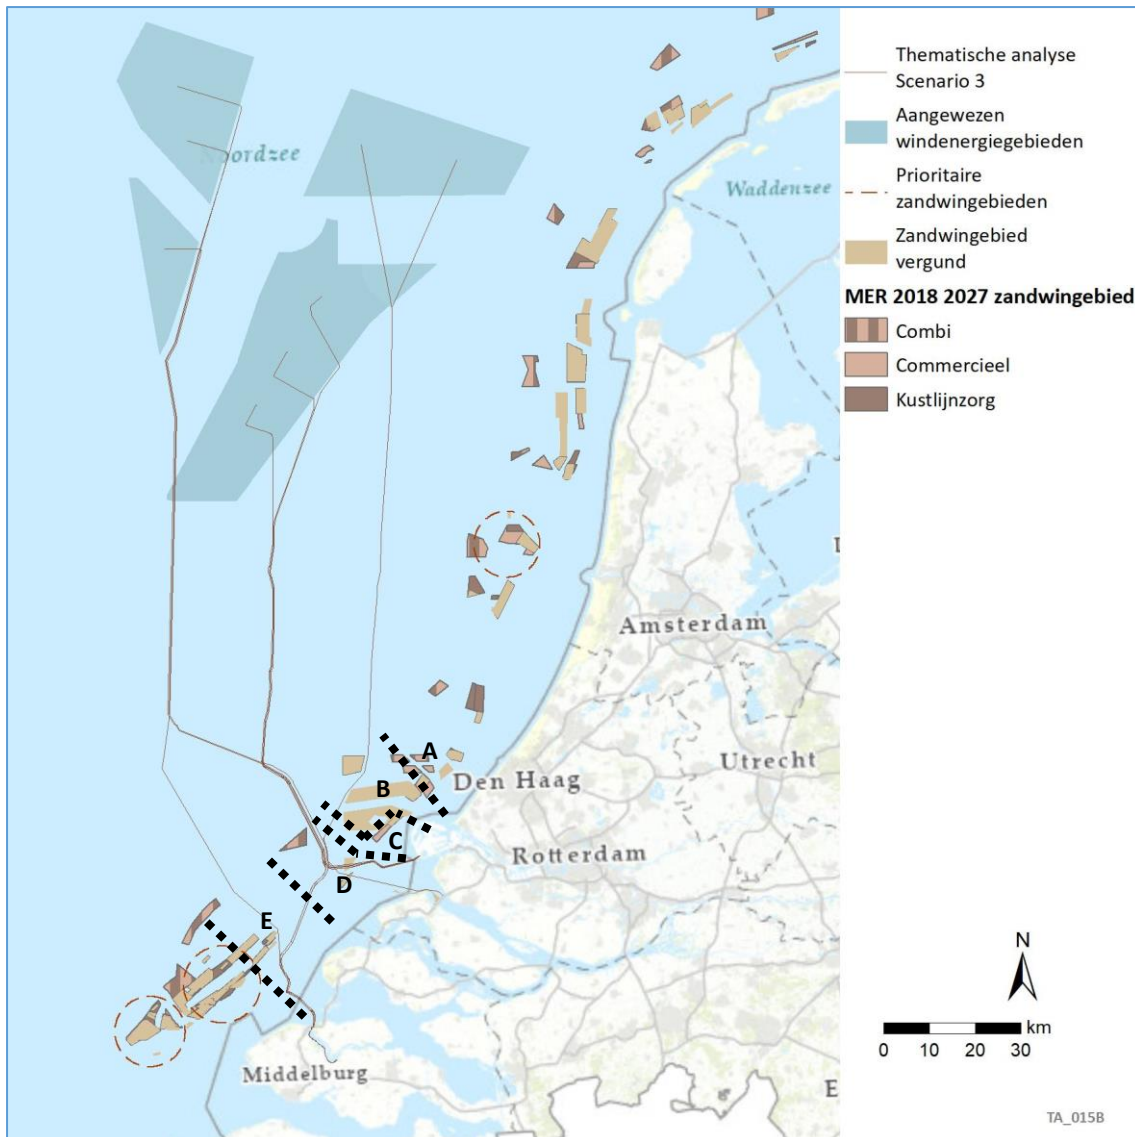 Noordzee
Waddenzee
Amsterdam
Utrecht
Den Haag
Rotterdam
Middelburg
A
B
C
D
E
Thematische analyse
Scenario 3
Aangewezen
windenergiegebieden
Prioritaire
zandwingebieden
Zandwingebied
vergund
MER 2018 2027 zandwingebied
Combi
Commercieel
Kustlijnzorg
N
km
0 10 20 30
E
TA_015B